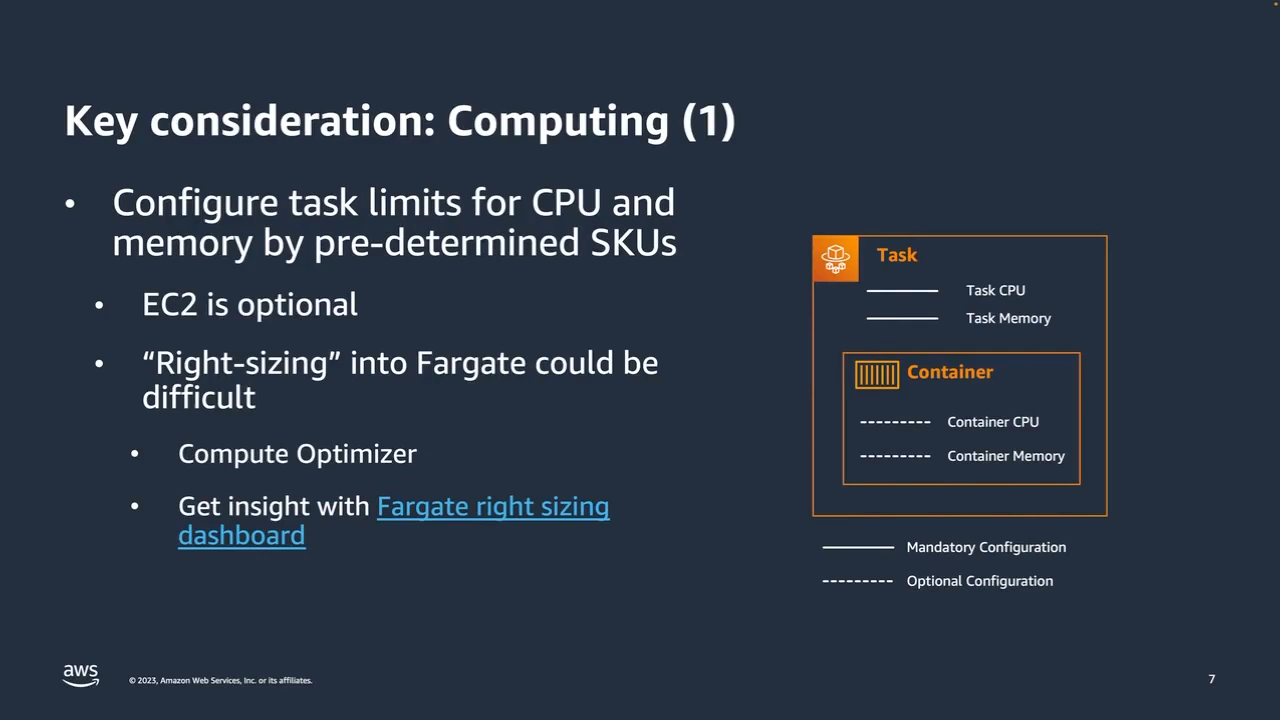 Key consideration: Computing (1)
• Configure task limits for CPU and
memory by pre-determined SKUs
• EC2 is optional
• “Right-sizing” into Fargate could be
difficult
• Compute Optimizer
• Get insight with Fargate right sizing
dashboard
Task
Task CPU
Task Memory
Container
Container CPU
Container Memory
Mandatory Configuration
Optional Configuration
aws
© 2023, Amazon Web Services, Inc. or its affiliates.
7